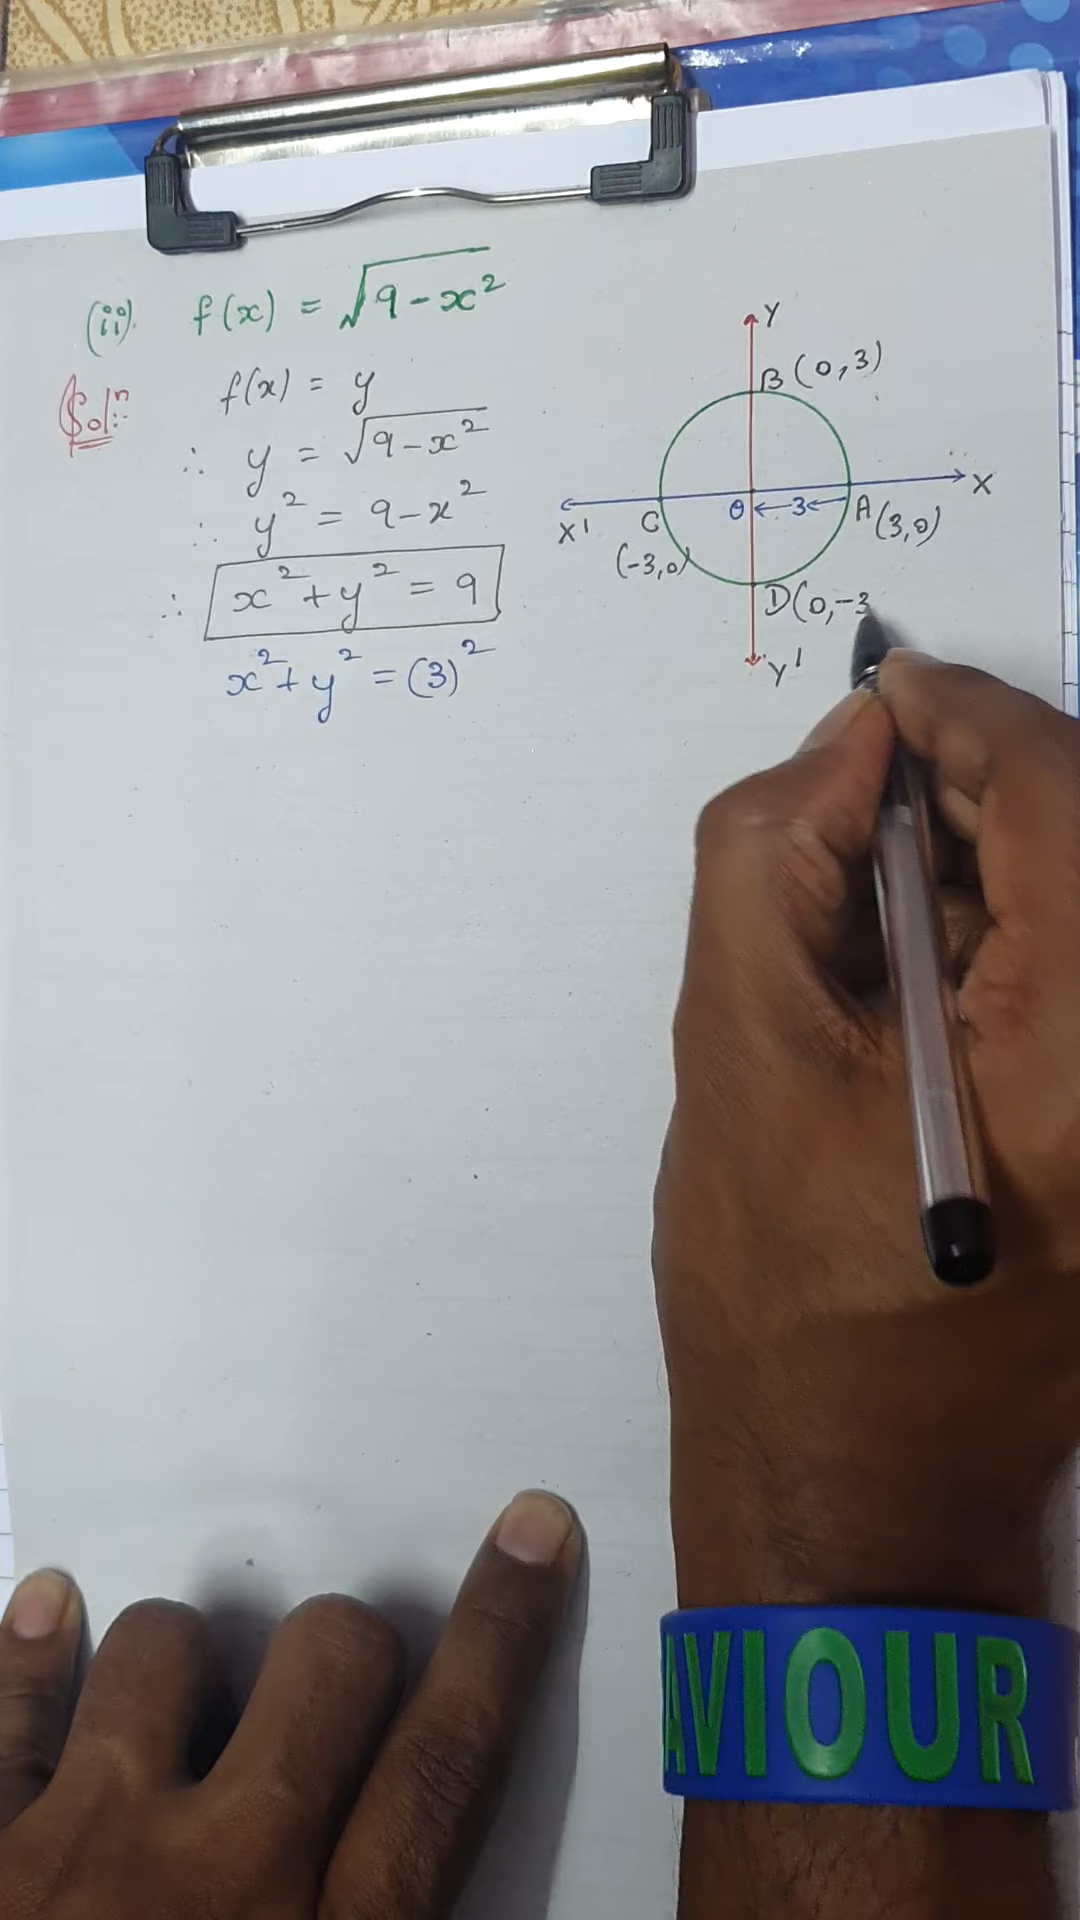 (ii). f(x) = √9-x²
Solⁿ:-
f(x) = y
∴ y = √9-x²
∴ y² = 9-x²
∴ x²+y² = 9
x²+y² = (3)²
Y
B (0,3)
X' C O ←3← A X
(-3,0) (3,0)
D(0,-3
Y'
AVIOUR